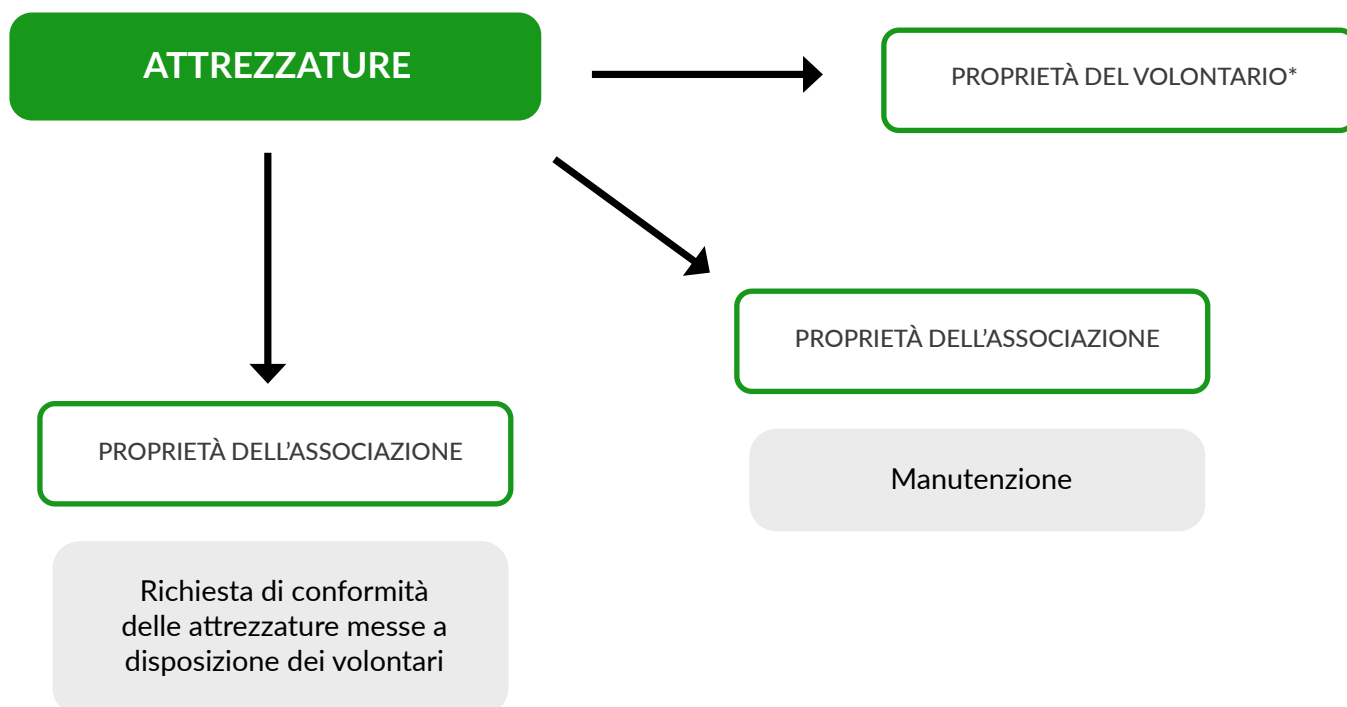 ATTREZZATURE
PROPRIETÀ DEL VOLONTARIO*
PROPRIETÀ DELL’ASSOCIAZIONE
Manutenzione
PROPRIETÀ DELL’ASSOCIAZIONE
Richiesta di conformità
delle attrezzature messe a
disposizione dei volontari